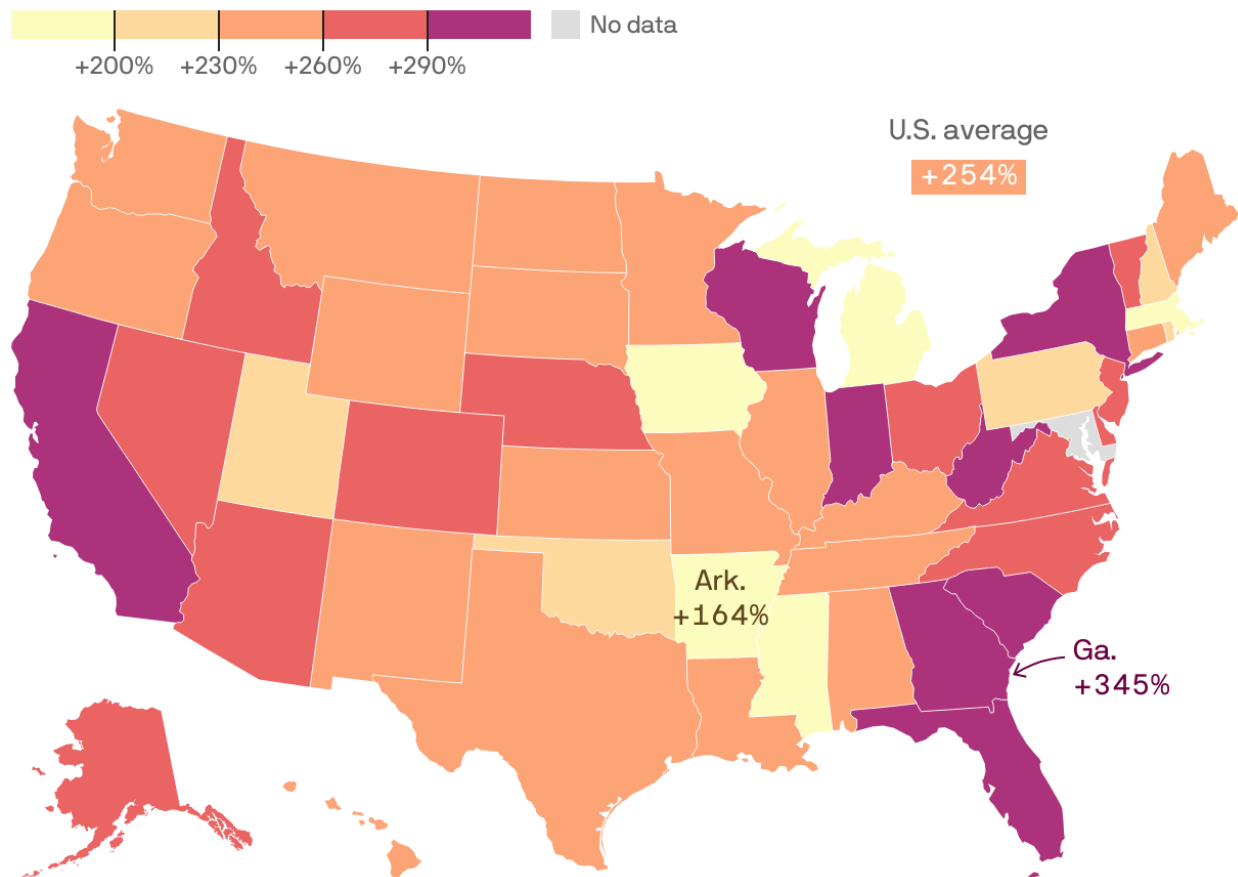 No data
+200% +230% +260% +290%
U.S. average
+254%
Ark.
+164%
Ga.
+345%